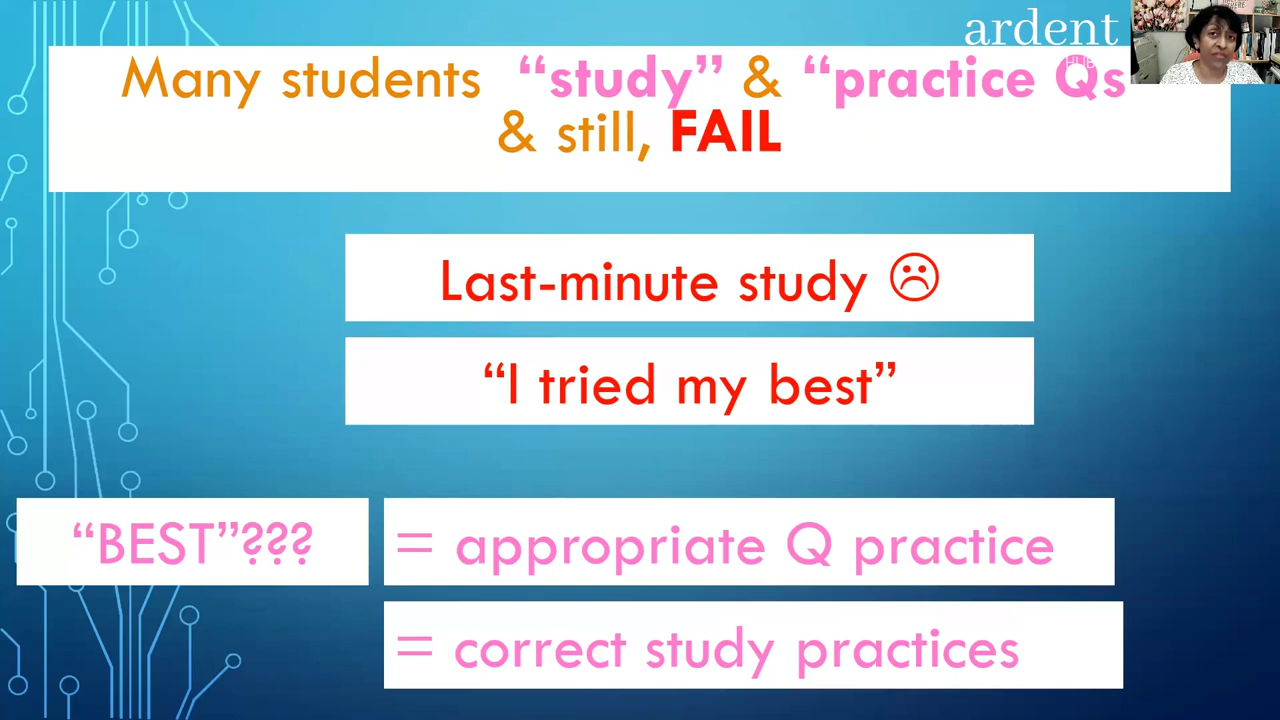 ardent
Many students “study” & “practice Qs
& still, FAIL
Last-minute study ☹
“I tried my best”
“BEST”???
= appropriate Q practice
= correct study practices